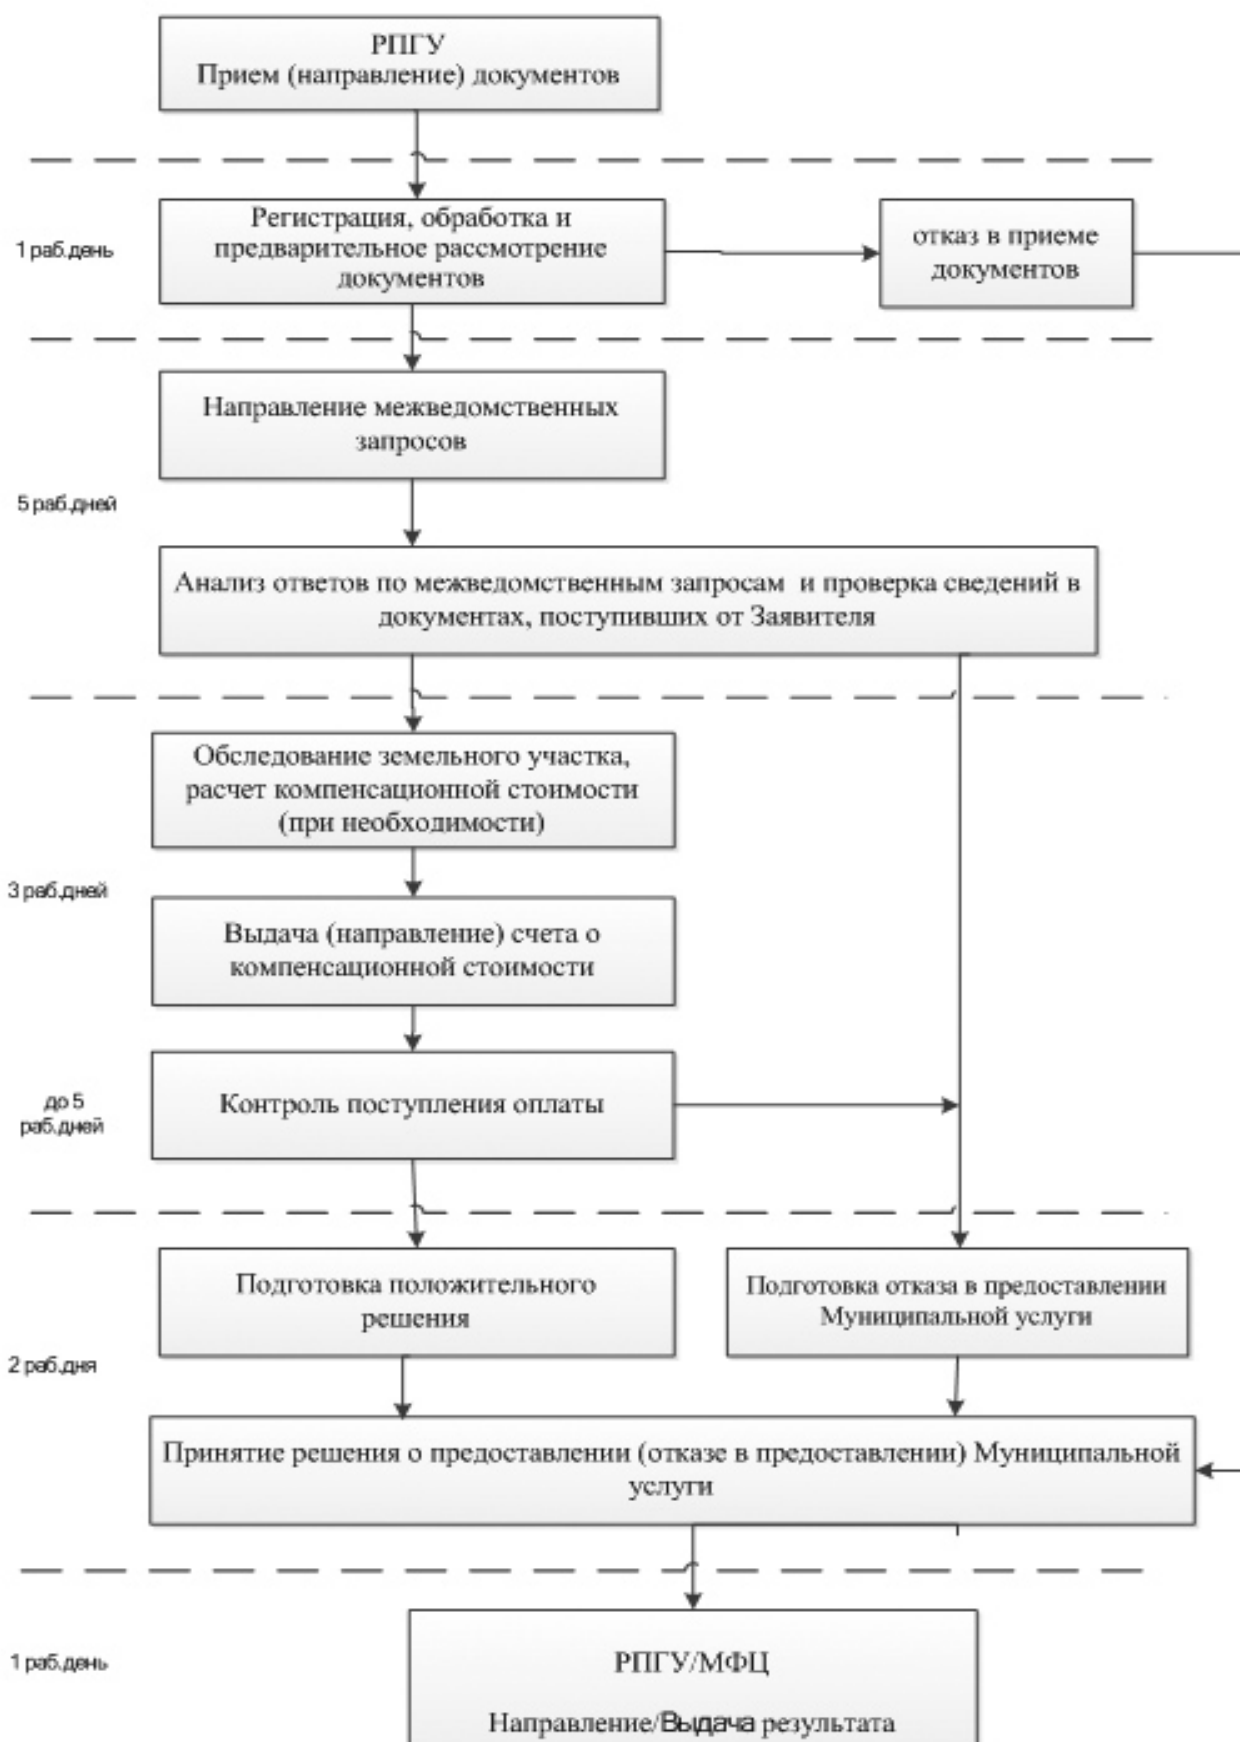 РПГУ
Прием (направление) документов
1 раб.день
Регистрация, обработка и
предварительное рассмотрение
документов
отказ в приеме
документов
Направление межведомственных
запросов
5 раб.дней
Анализ ответов по межведомственным запросам и проверка сведений в
документах, поступивших от Заявителя
Обследование земельного участка,
расчет компенсационной стоимости
(при необходимости)
3 раб.дней
Выдача (направление) счета о
компенсационной стоимости
до 5
раб.дней
Контроль поступления оплаты
Подготовка положительного
решения
Подготовка отказа в предоставлении
Муниципальной услуги
2 раб.дня
Принятие решения о предоставлении (отказе в предоставлении) Муниципальной
услуги
1 раб.день
РПГУ/МФЦ
Направление/Выдача результата